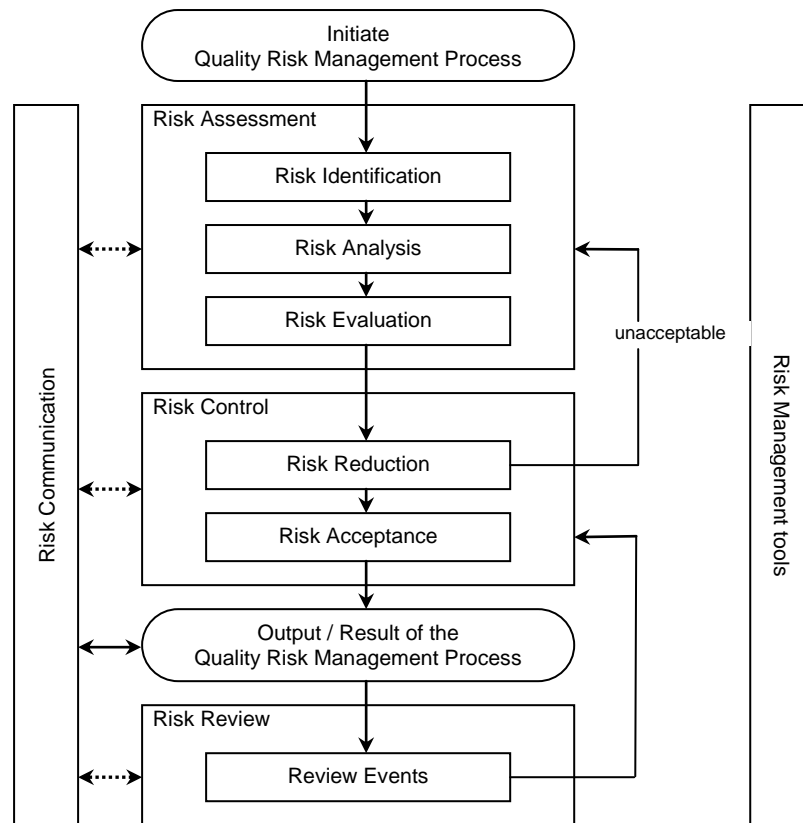 Initiate
Quality Risk Management Process
Risk Assessment
Risk Identification
Risk Analysis
Risk Evaluation
unacceptable
Risk Control
Risk Reduction
Risk Acceptance
Output / Result of the
Quality Risk Management Process
Risk Review
Review Events
Risk Communication
Risk Management tools